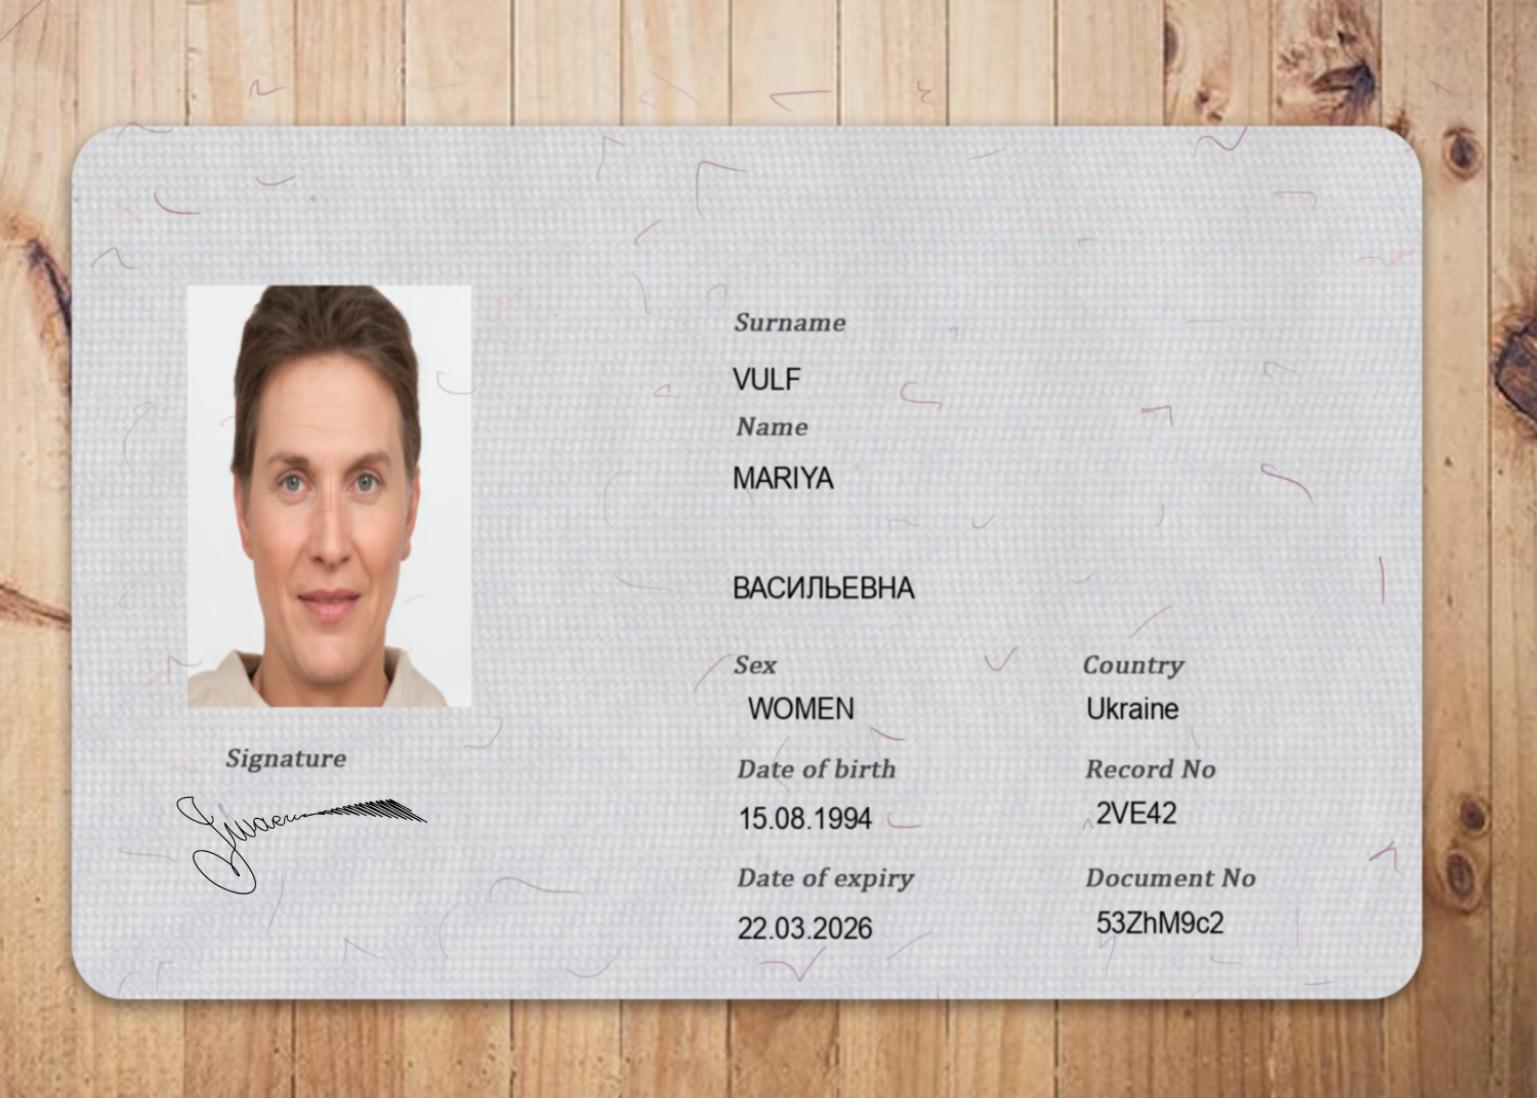 Surname
VULF
Name
MARIYA
ВАСИЛЬЕВНА
Sex
Country
WOMEN
Ukraine
Date of birth
Record No
15.08.1994
2VE42
Date of expiry
Document No
22.03.2026
53ZhM9c2
Signature